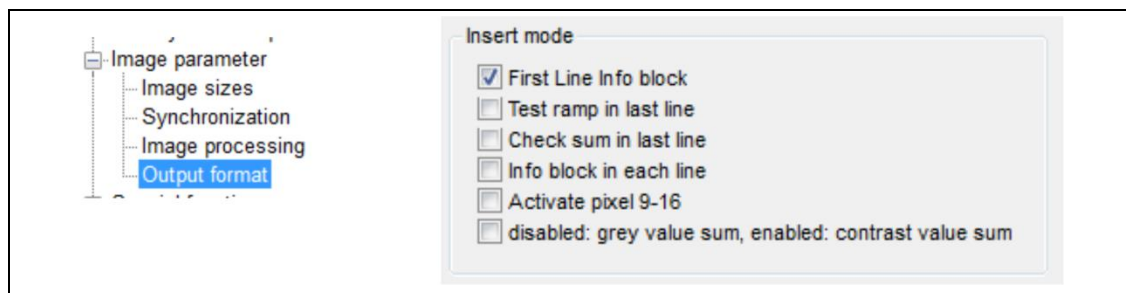 Image parameter
Image sizes
Synchronization
Image processing
Output format
Insert mode
First Line Info block
Test ramp in last line
Check sum in last line
Info block in each line
Activate pixel 9-16
disabled: grey value sum, enabled: contrast value sum